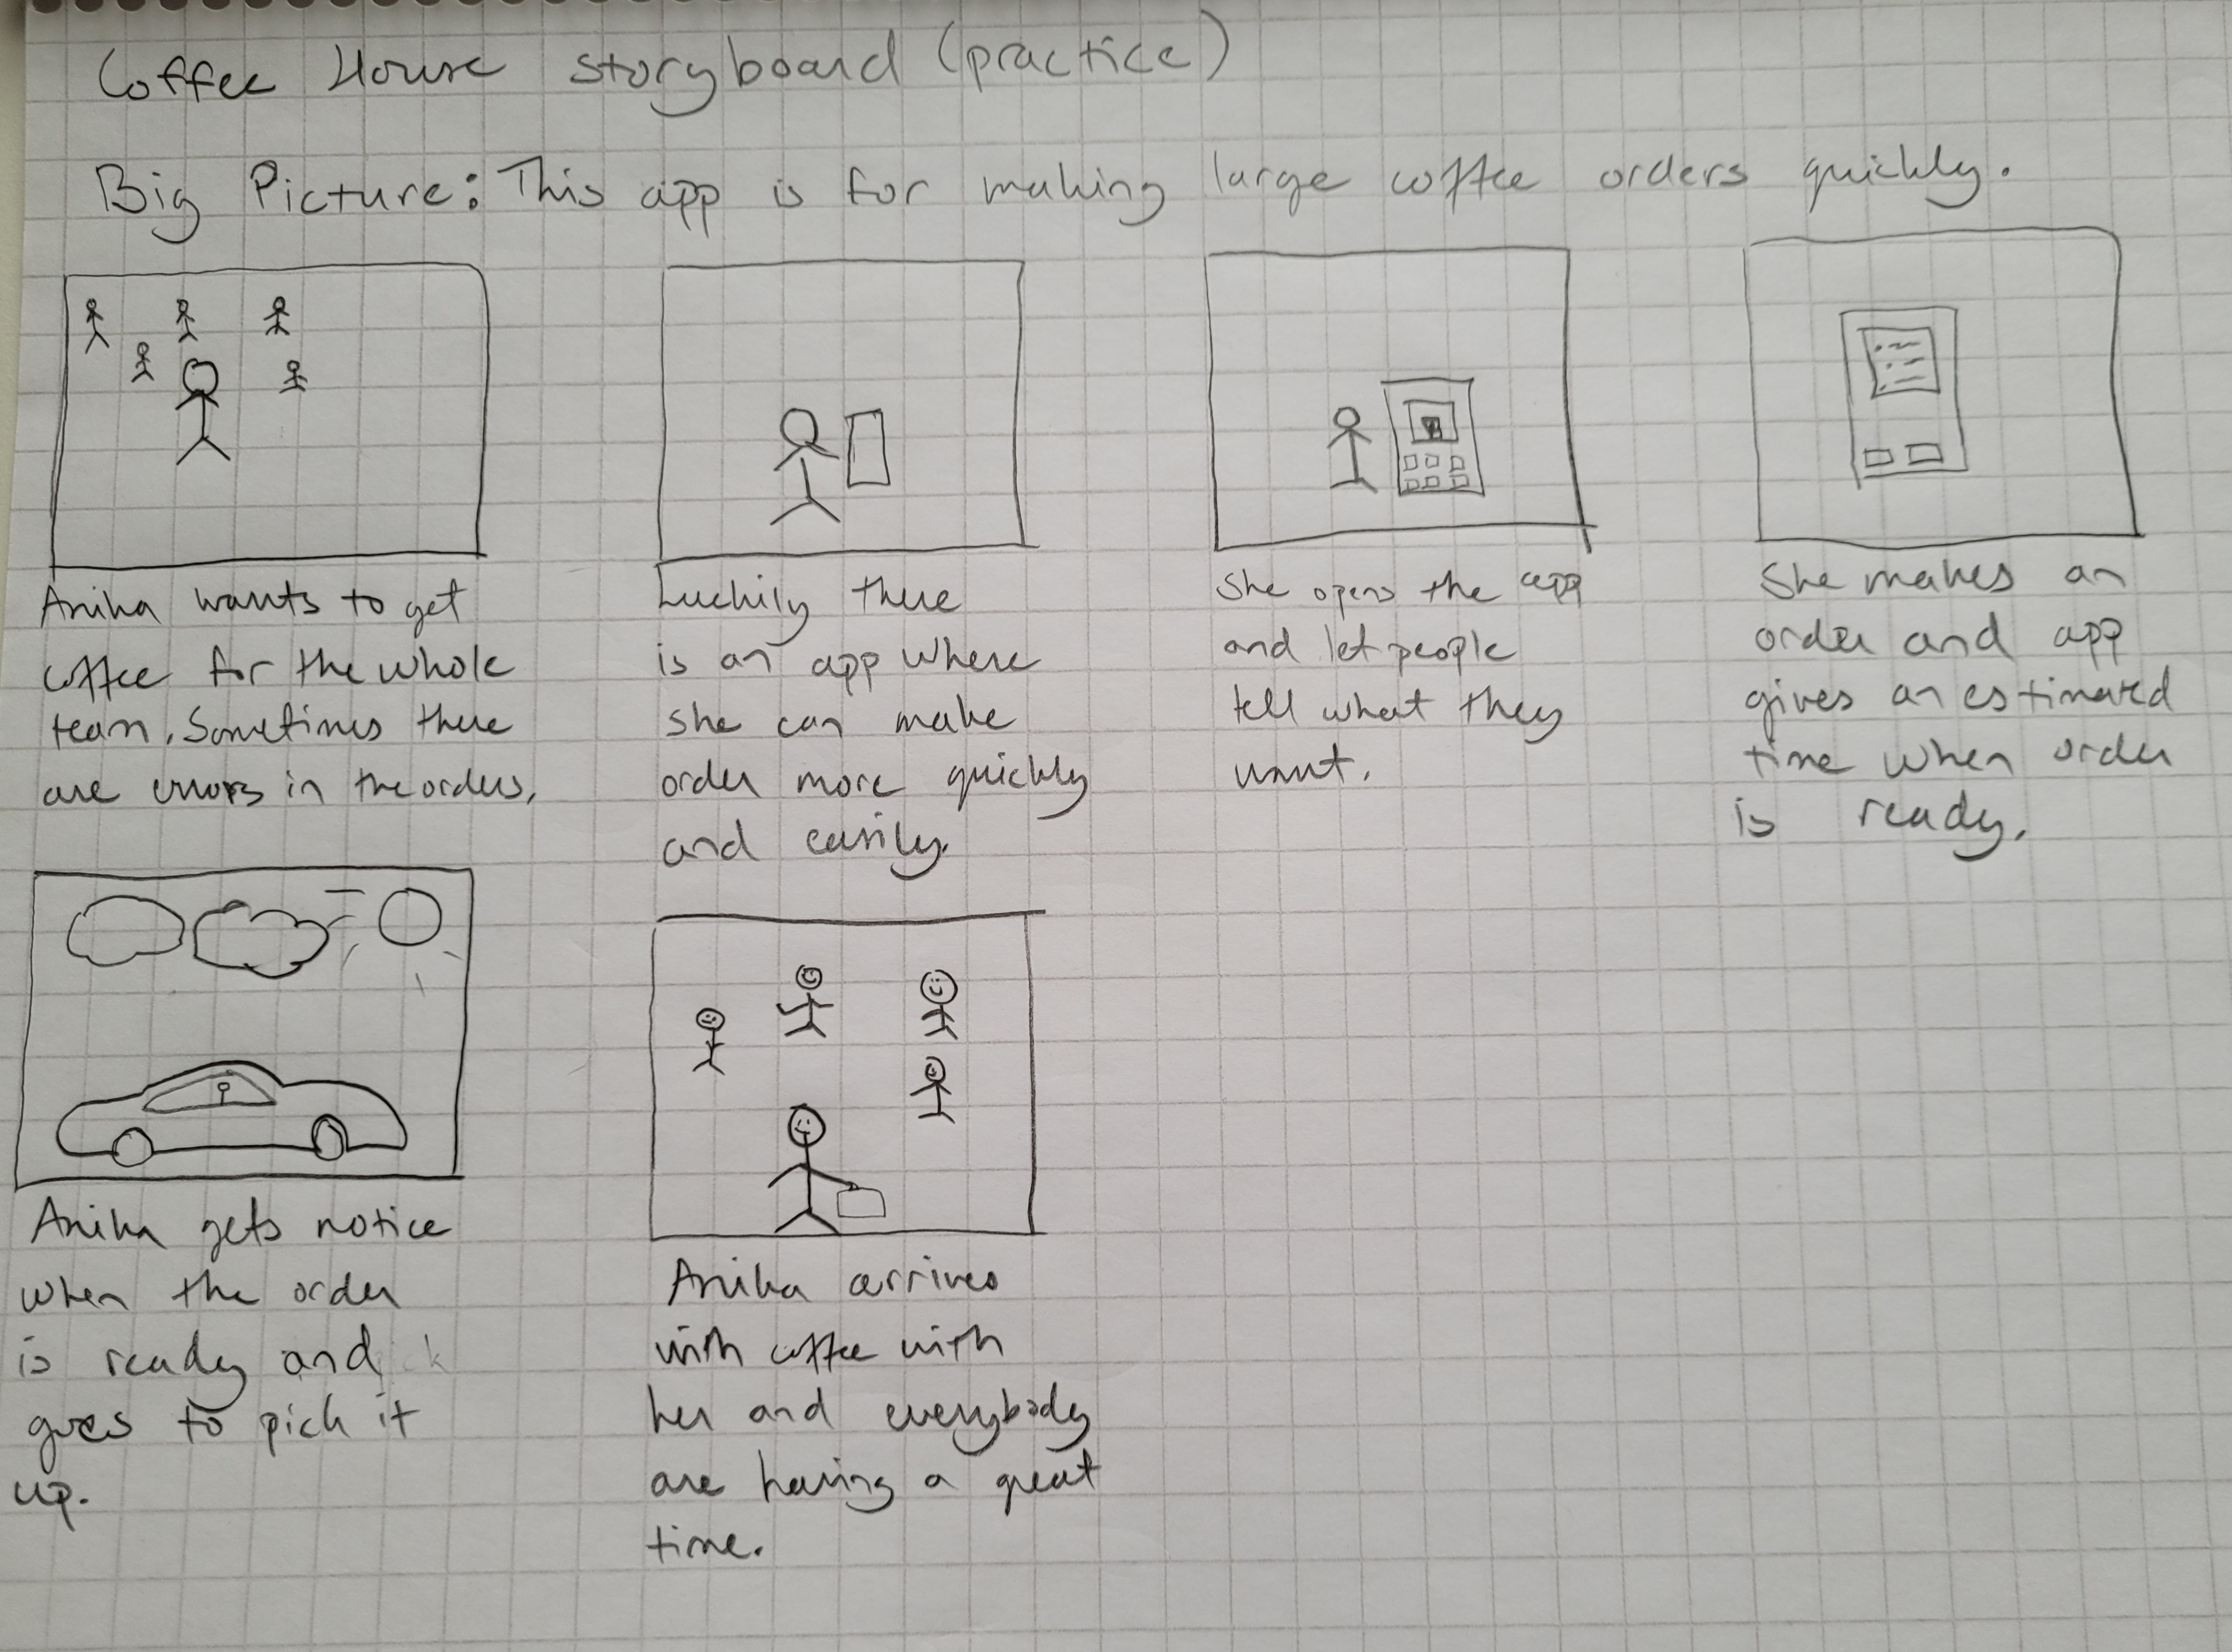 Coffee House storyboard (practice)
Big Picture: This app is for making large coffee orders quickly.
Anika wants to get
coffee for the whole
team. Sometimes there
are errors in the orders.
Luckily there
is an app where
she can make
order more quickly
and easily.
She opens the app
and let people
tell what they
want.
She makes an
order and app
gives an estimated
time when order
is ready.
Anika gets notice
when the order
is ready and
goes to pick it
up.
Anika arrives
with coffee with
her and everybody
are having a great
time.